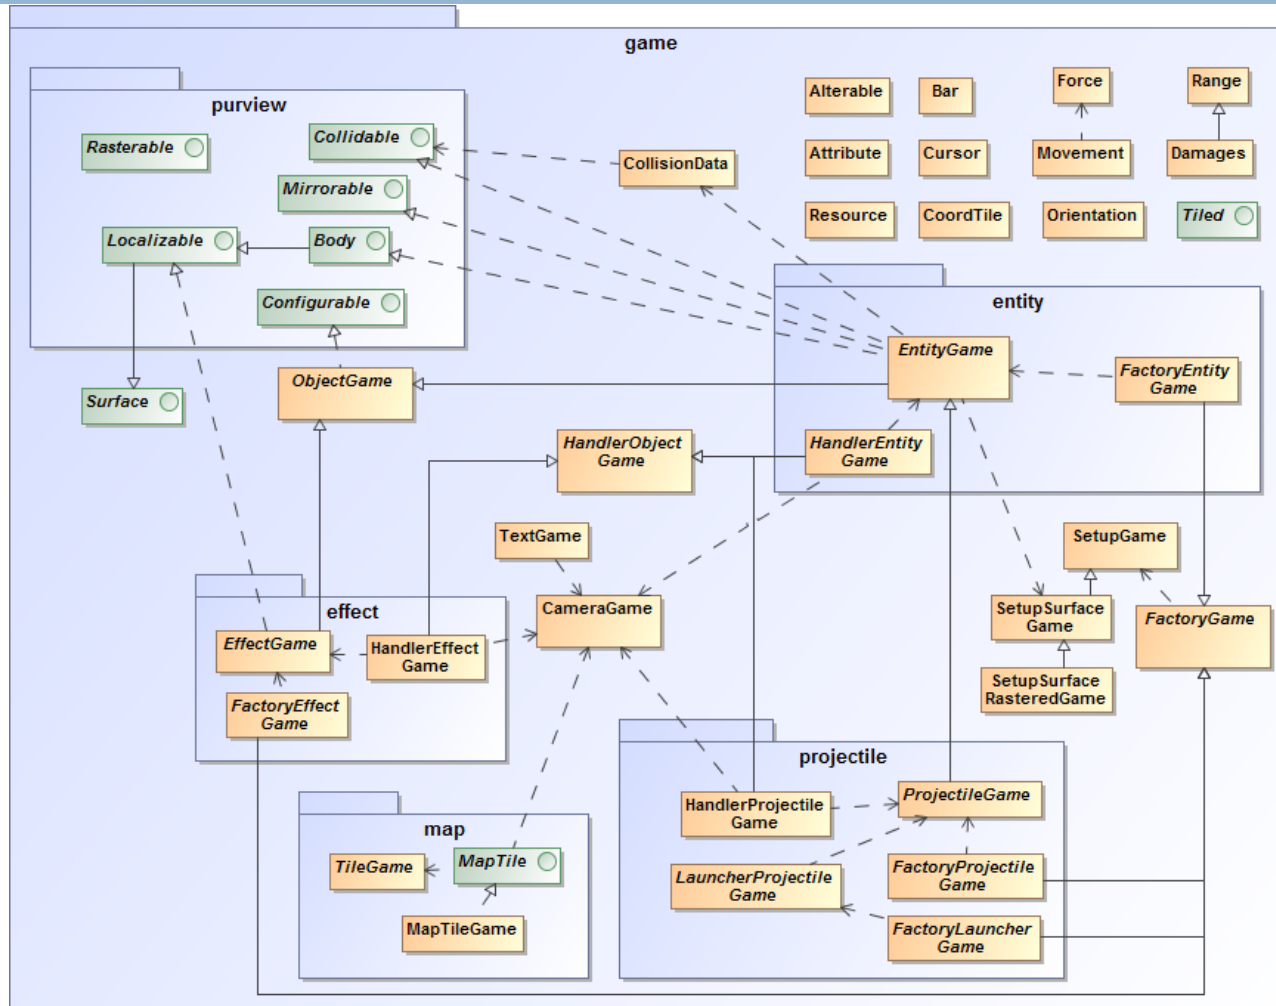 game
purview
Rasterable
Collidable
Mirrorable
Localizable
Body
Configurable
Surface
ObjectGame
CollisionData
Alterable
Bar
Force
Range
Attribute
Cursor
Movement
Damages
Resource
CoordTile
Orientation
Tiled
entity
EntityGame
FactoryEntity
Game
HandlerEntity
Game
HandlerObject
Game
TextGame
CameraGame
SetupGame
SetupSurface
Game
FactoryGame
SetupSurface
RasteredGame
effect
EffectGame
HandlerEffect
Game
FactoryEffect
Game
map
TileGame
MapTile
MapTileGame
projectile
HandlerProjectile
Game
ProjectileGame
LauncherProjectile
Game
FactoryProjectile
Game
FactoryLauncher
Game